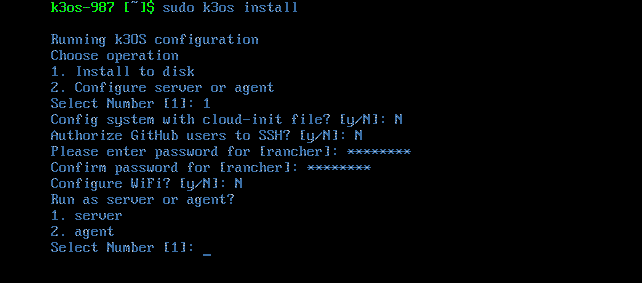 k3os-987 [~]$ sudo k3os install
Running k3OS configuration
Choose operation
1. Install to disk
2. Configure server or agent
Select Number [1]: 1
Config system with cloud-init file? [y/N]: N
Authorize GitHub users to SSH? [y/N]: N
Please enter password for [rancher]: ********
Confirm password for [rancher]: ********
Configure WiFi? [y/N]: N
Run as server or agent?
1. server
2. agent
Select Number [1]: _